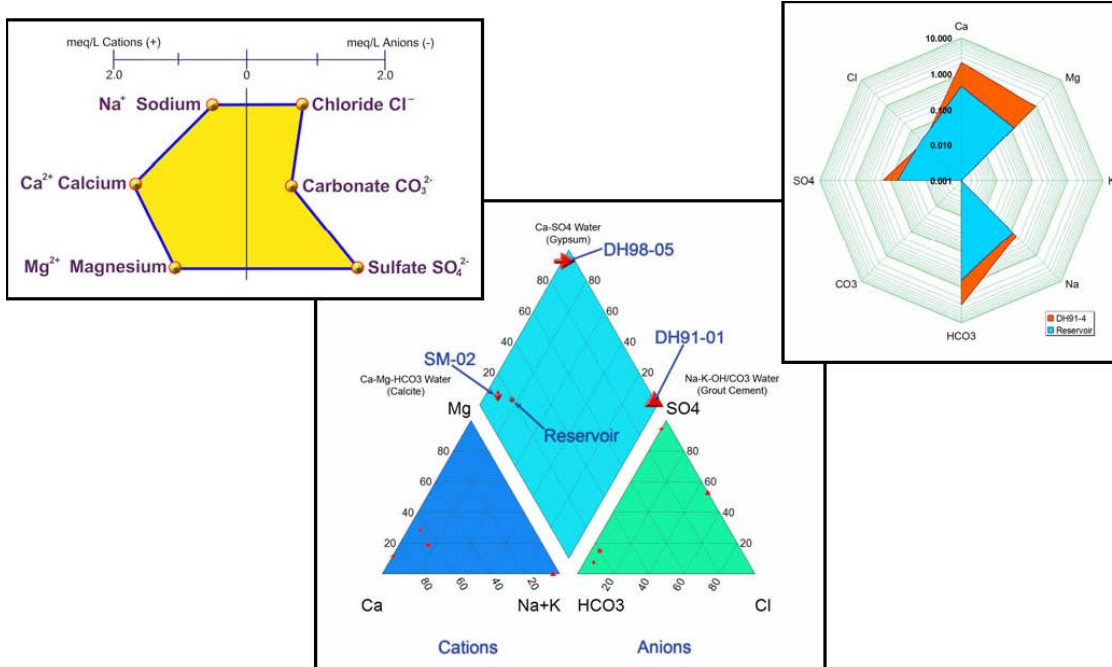 meq/L Cations (+) meq/L Anions (-)
2.0 0 2.0
Na⁺ Sodium Chloride Cl⁻
Ca²⁺ Calcium Carbonate CO₃²⁻
Mg²⁺ Magnesium Sulfate SO₄²⁻
Ca
10.000
Cl 1.000 Mg
0.100
0.010
SO4 0.001 K
CO3 Na
HCO3
DH91-4
Reservoir
Ca-SO4 Water
(Gypsum)
DH98-05
80 80
60 60
40 40
DH91-01
SM-02
20 20
Ca-Mg-HCO3 Water
(Calcite)
Na-K-OH/CO3 Water
(Grout Cement)
Mg SO4
Reservoir
80 80
60 60
40 40
20 20
80 60 40 20 20 40 60 80
Ca Na+K HCO3 Cl
Cations Anions